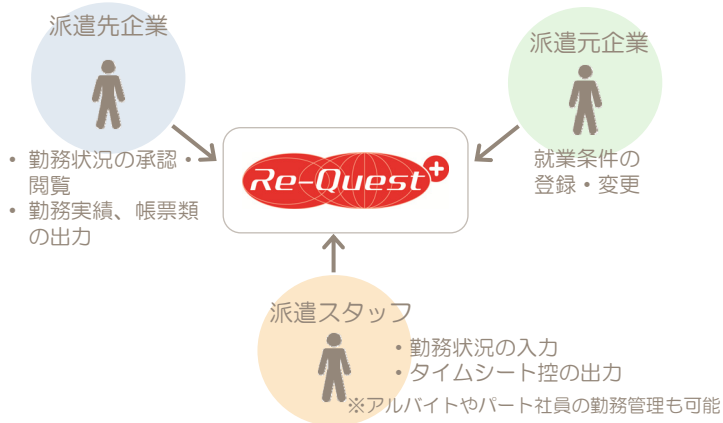 派遣先企業
派遣元企業
・ 勤務状況の承認・
閲覧
・ 勤務実績、帳票類
の出力
Re-Quest+
就業条件の
登録・変更
派遣スタッフ
・勤務状況の入力
・タイムシート控の出力
※アルバイトやパート社員の勤務管理も可能